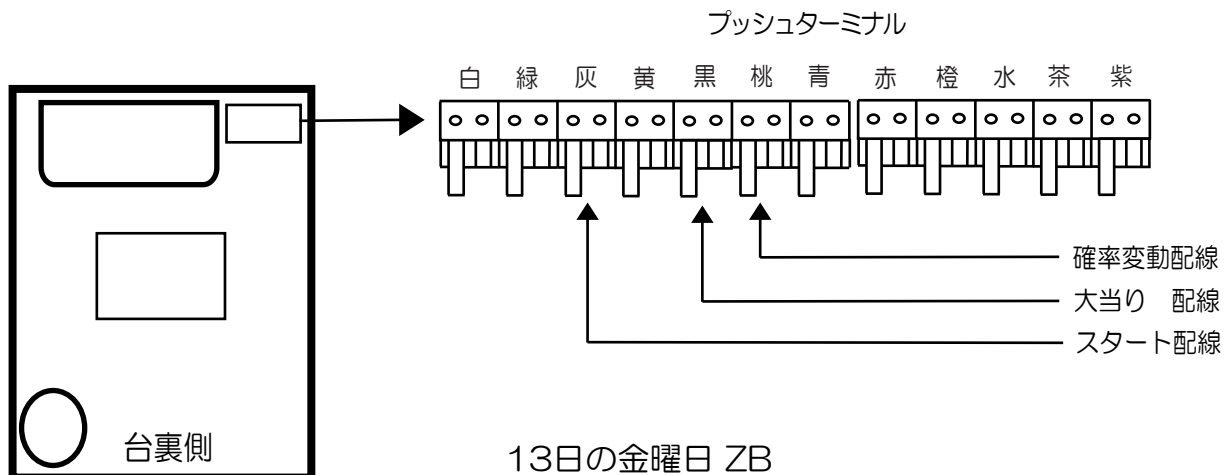 プッシュターミナル
白 緑 灰 黄 黒 桃 青 赤 橙 水 茶 紫
確率変動配線
大当り　配線
スタート配線
台裏側
13日の金曜日 ZB